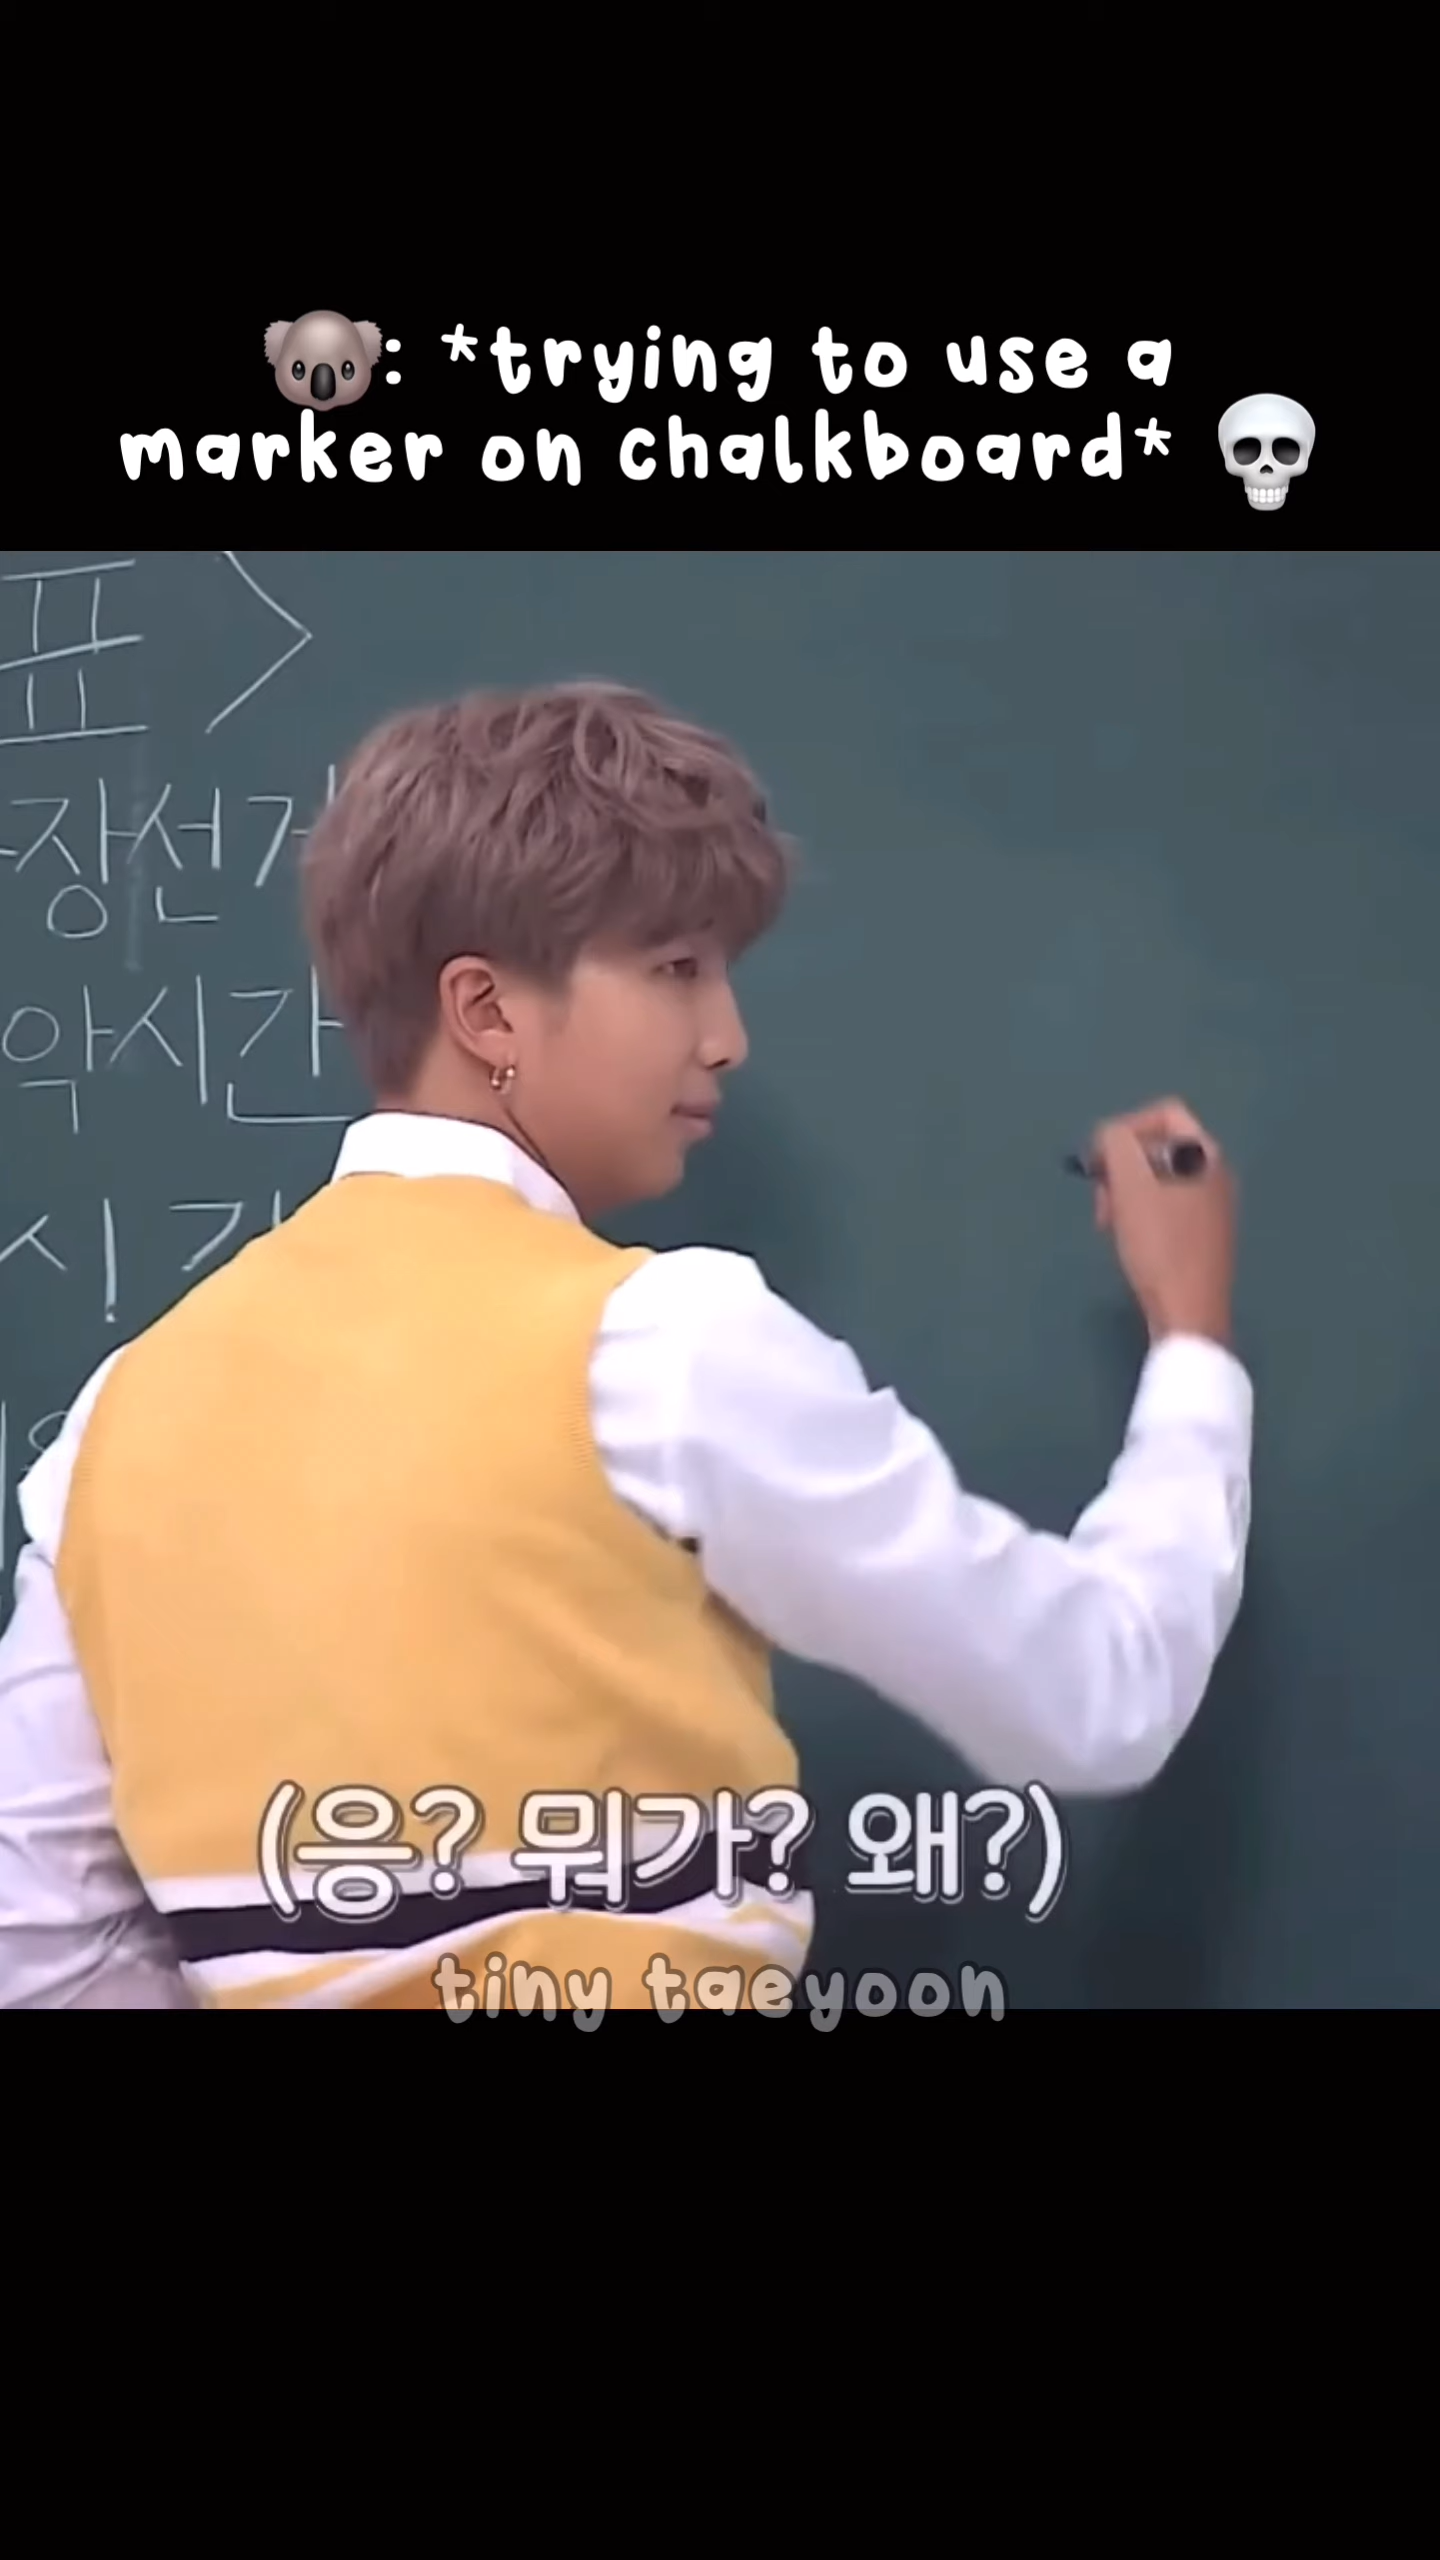 🐨: *trying to use a
marker on chalkboard* 💀
표 >
장선거
약시간
시간
(응? 뭐가? 왜?)
tiny taeyoon